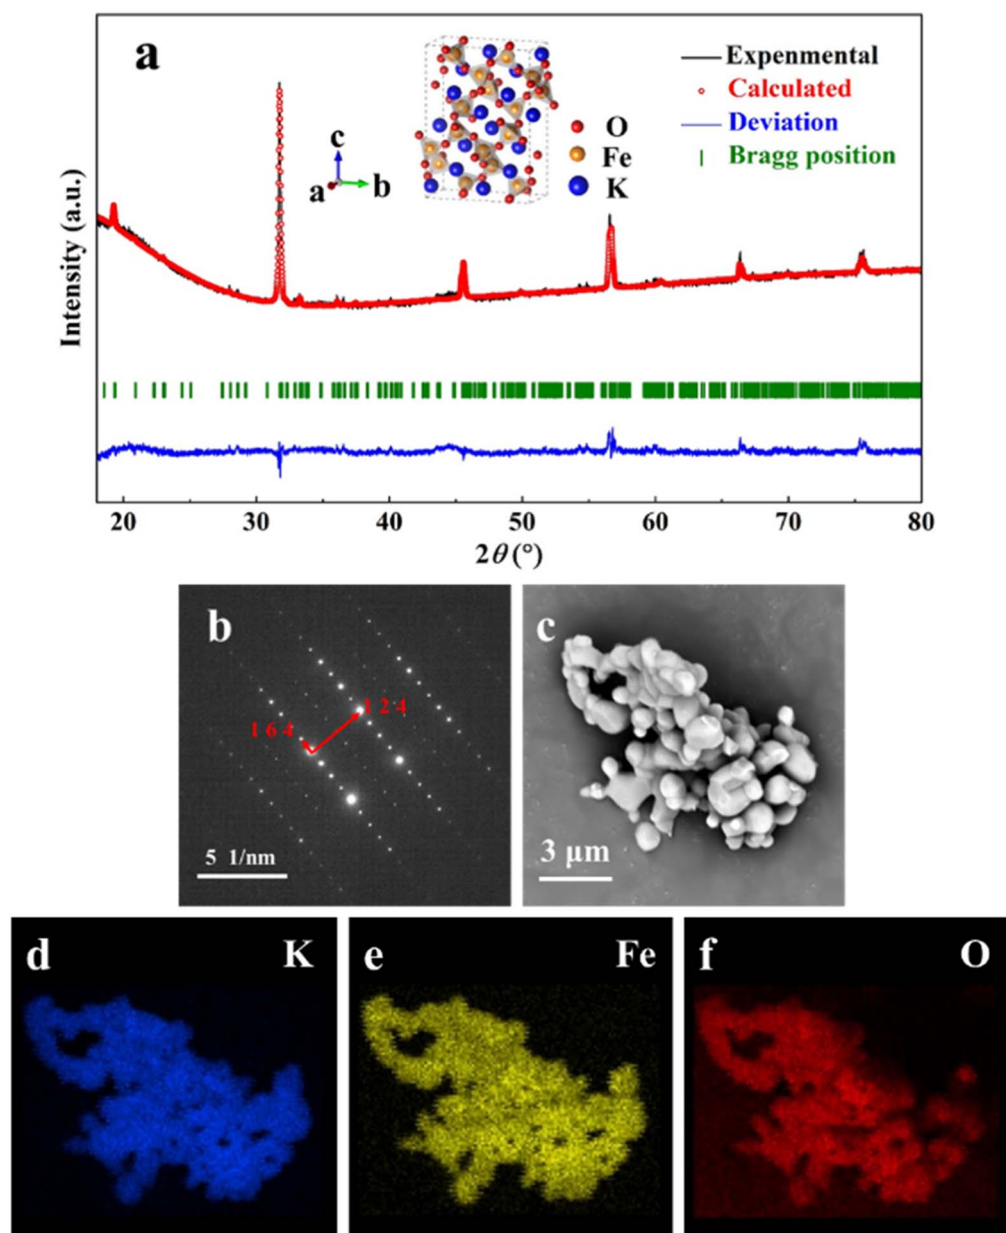 a
Expenmental
Calculated
Deviation
Bragg position
O
Fe
K
c
a
b
Intensity (a.u.)
20 30 40 50 60 70 80
2θ (°)
b
1 6 4
1 2 4
5 1/nm
c
3 μm
d K
e Fe
f O